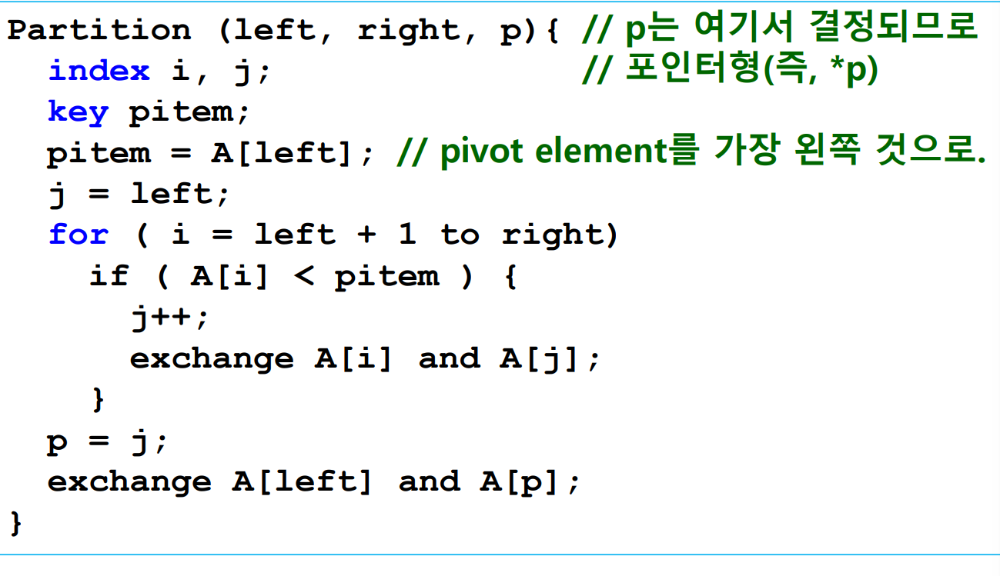 Partition (left, right, p){ // p는 여기서 결정되므로
index i, j; // 포인터형(즉, *p)
key pitem;
pitem = A[left]; // pivot element를 가장 왼쪽 것으로.
j = left;
for ( i = left + 1 to right)
if ( A[i] < pitem ) {
j++;
exchange A[i] and A[j];
}
p = j;
exchange A[left] and A[p];
}